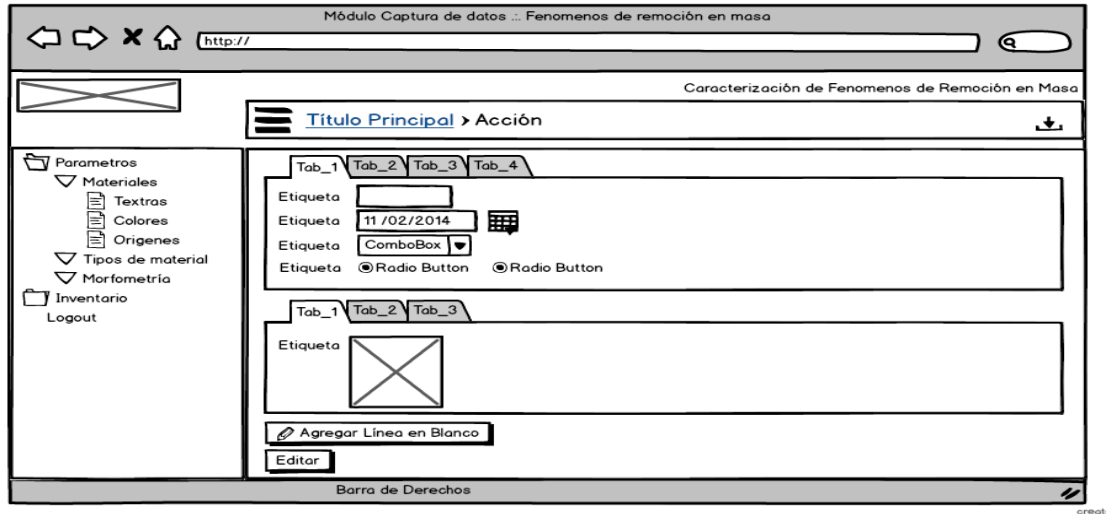 Módulo Captura de datos .:. Fenomenos de remoción en masa
http://
Caracterización de Fenomenos de Remoción en Masa
Título Principal > Acción
Parametros
Materiales
Textras
Colores
Origenes
Tipos de material
Morfometría
Inventario
Logout
Tab_1 Tab_2 Tab_3 Tab_4
Etiqueta
Etiqueta 11 /02/2014
Etiqueta ComboBox
Etiqueta Radio Button Radio Button
Tab_1 Tab_2 Tab_3
Etiqueta
Agregar Línea en Blanco
Editar
Barra de Derechos
creat